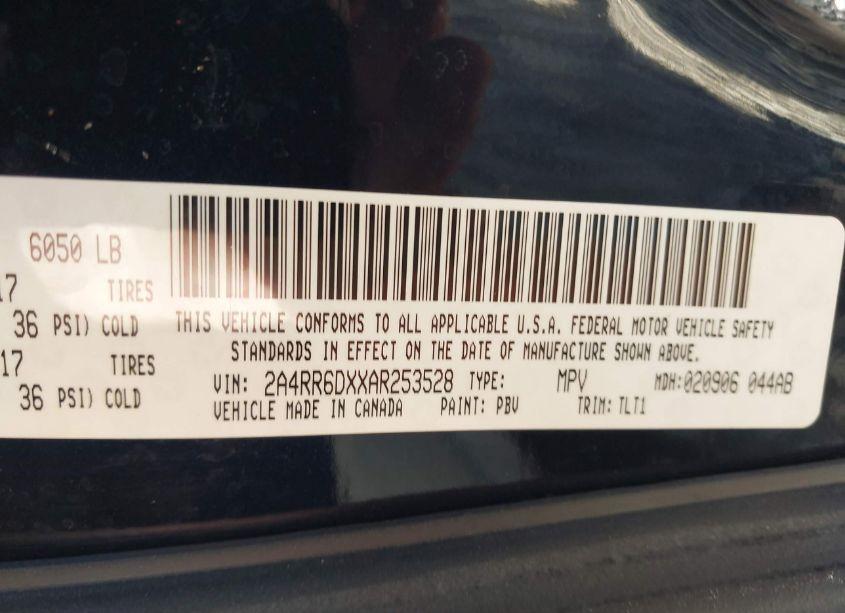 6050 LB
17 TIRES
36 PSI) COLD
17 TIRES
36 PSI) COLD
THIS VEHICLE CONFORMS TO ALL APPLICABLE U.S.A. FEDERAL MOTOR VEHICLE SAFETY
STANDARDS IN EFFECT ON THE DATE OF MANUFACTURE SHOWN ABOVE.
VIN: 2A4RR6DXXAR253528 TYPE: MPV MDH:020906 044AB
VEHICLE MADE IN CANADA PAINT: PBV TRIM: TLT1